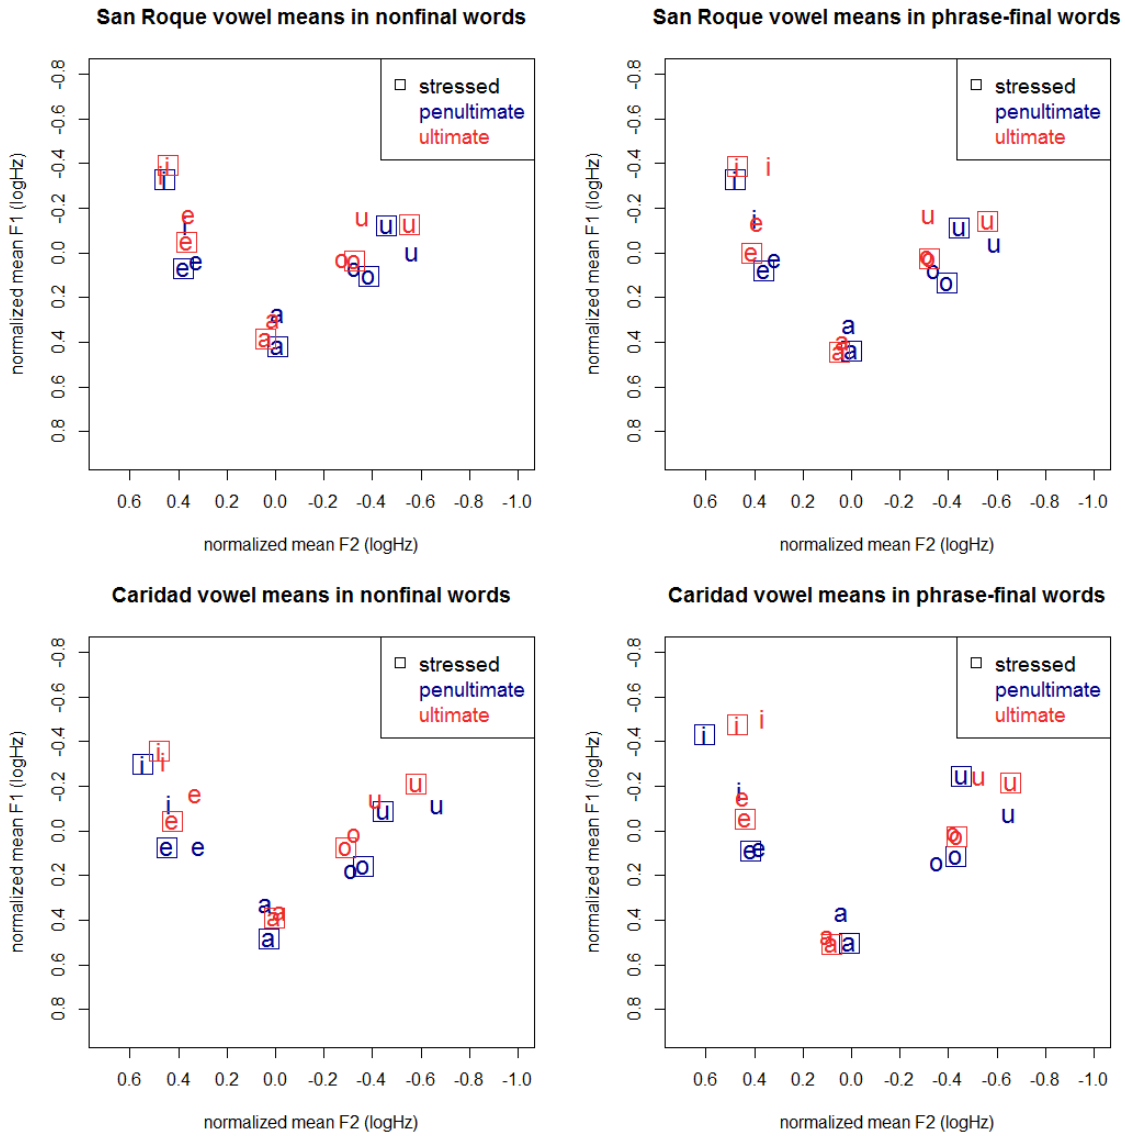 San Roque vowel means in nonfinal words
normalized mean F1 (logHz)
-0.8
-0.6
-0.4
-0.2
0.0
0.2
0.4
0.6
0.8
stressed
penultimate
ultimate
i
i
i
i
e
i
e
e
e
u
u
u
u
o
o
o
o
a
a
a
a
0.6 0.4 0.2 0.0 -0.2 -0.4 -0.6 -0.8 -1.0
normalized mean F2 (logHz)
San Roque vowel means in phrase-final words
normalized mean F1 (logHz)
-0.8
-0.6
-0.4
-0.2
0.0
0.2
0.4
0.6
0.8
stressed
penultimate
ultimate
i
i
i
i
e
e
e
e
u
u
u
u
o
o
o
o
a
a
a
a
0.6 0.4 0.2 0.0 -0.2 -0.4 -0.6 -0.8 -1.0
normalized mean F2 (logHz)
Caridad vowel means in nonfinal words
normalized mean F1 (logHz)
-0.8
-0.6
-0.4
-0.2
0.0
0.2
0.4
0.6
0.8
stressed
penultimate
ultimate
i
i
i
i
e
e
e
e
u
u
u
u
o
o
o
o
a
a
a
a
0.6 0.4 0.2 0.0 -0.2 -0.4 -0.6 -0.8 -1.0
normalized mean F2 (logHz)
Caridad vowel means in phrase-final words
normalized mean F1 (logHz)
-0.8
-0.6
-0.4
-0.2
0.0
0.2
0.4
0.6
0.8
stressed
penultimate
ultimate
i
i
i
i
e
e
e
e
u
u
u
u
o
o
o
o
a
a
a
a
0.6 0.4 0.2 0.0 -0.2 -0.4 -0.6 -0.8 -1.0
normalized mean F2 (logHz)